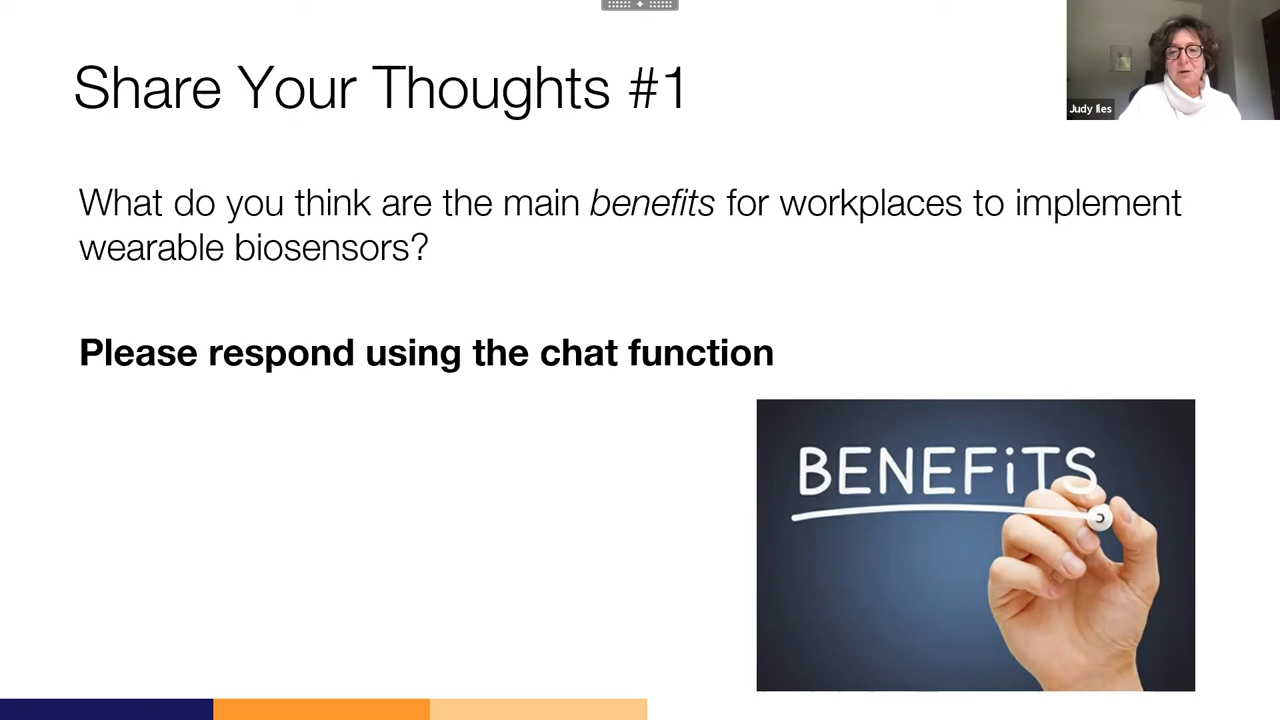 Share Your Thoughts #1
Judy Iles
What do you think are the main benefits for workplaces to implement
wearable biosensors?
Please respond using the chat function
BENEFiTS